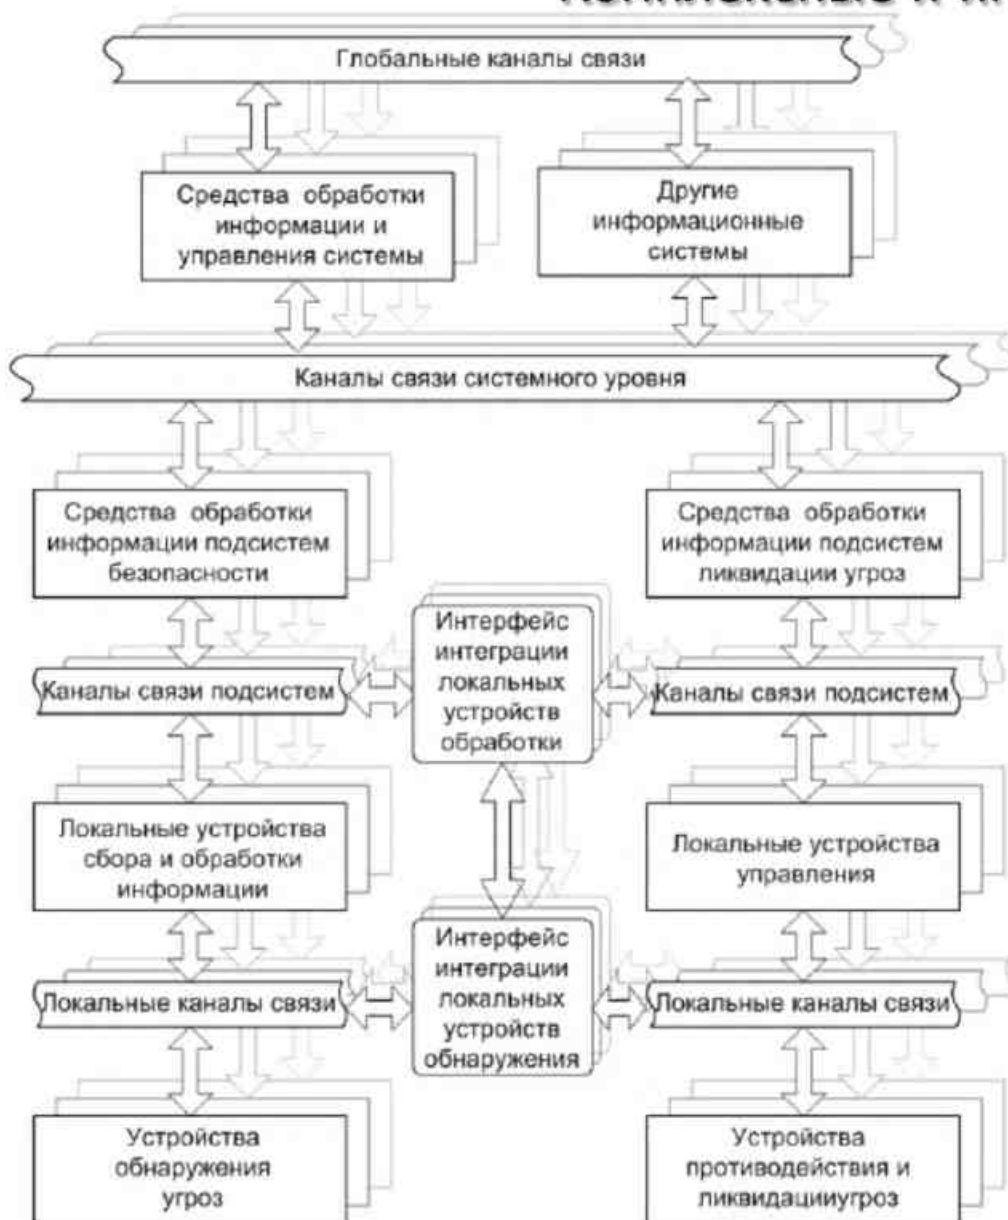 Глобальные каналы связи
Средства обработки
информации и
управления системы
Другие
информационные
системы
Каналы связи системного уровня
Средства обработки
информации подсистем
безопасности
Средства обработки
информации подсистем
ликвидации угроз
Интерфейс
интеграции
локальных
устройств
обработки
Каналы связи подсистем
Каналы связи подсистем
Локальные устройства
сбора и обработки
информации
Локальные устройства
управления
Интерфейс
интеграции
локальных
устройств
обнаружения
Локальные каналы связи
Локальные каналы связи
Устройства
обнаружения
угроз
Устройства
противодействия и
ликвидацииугроз